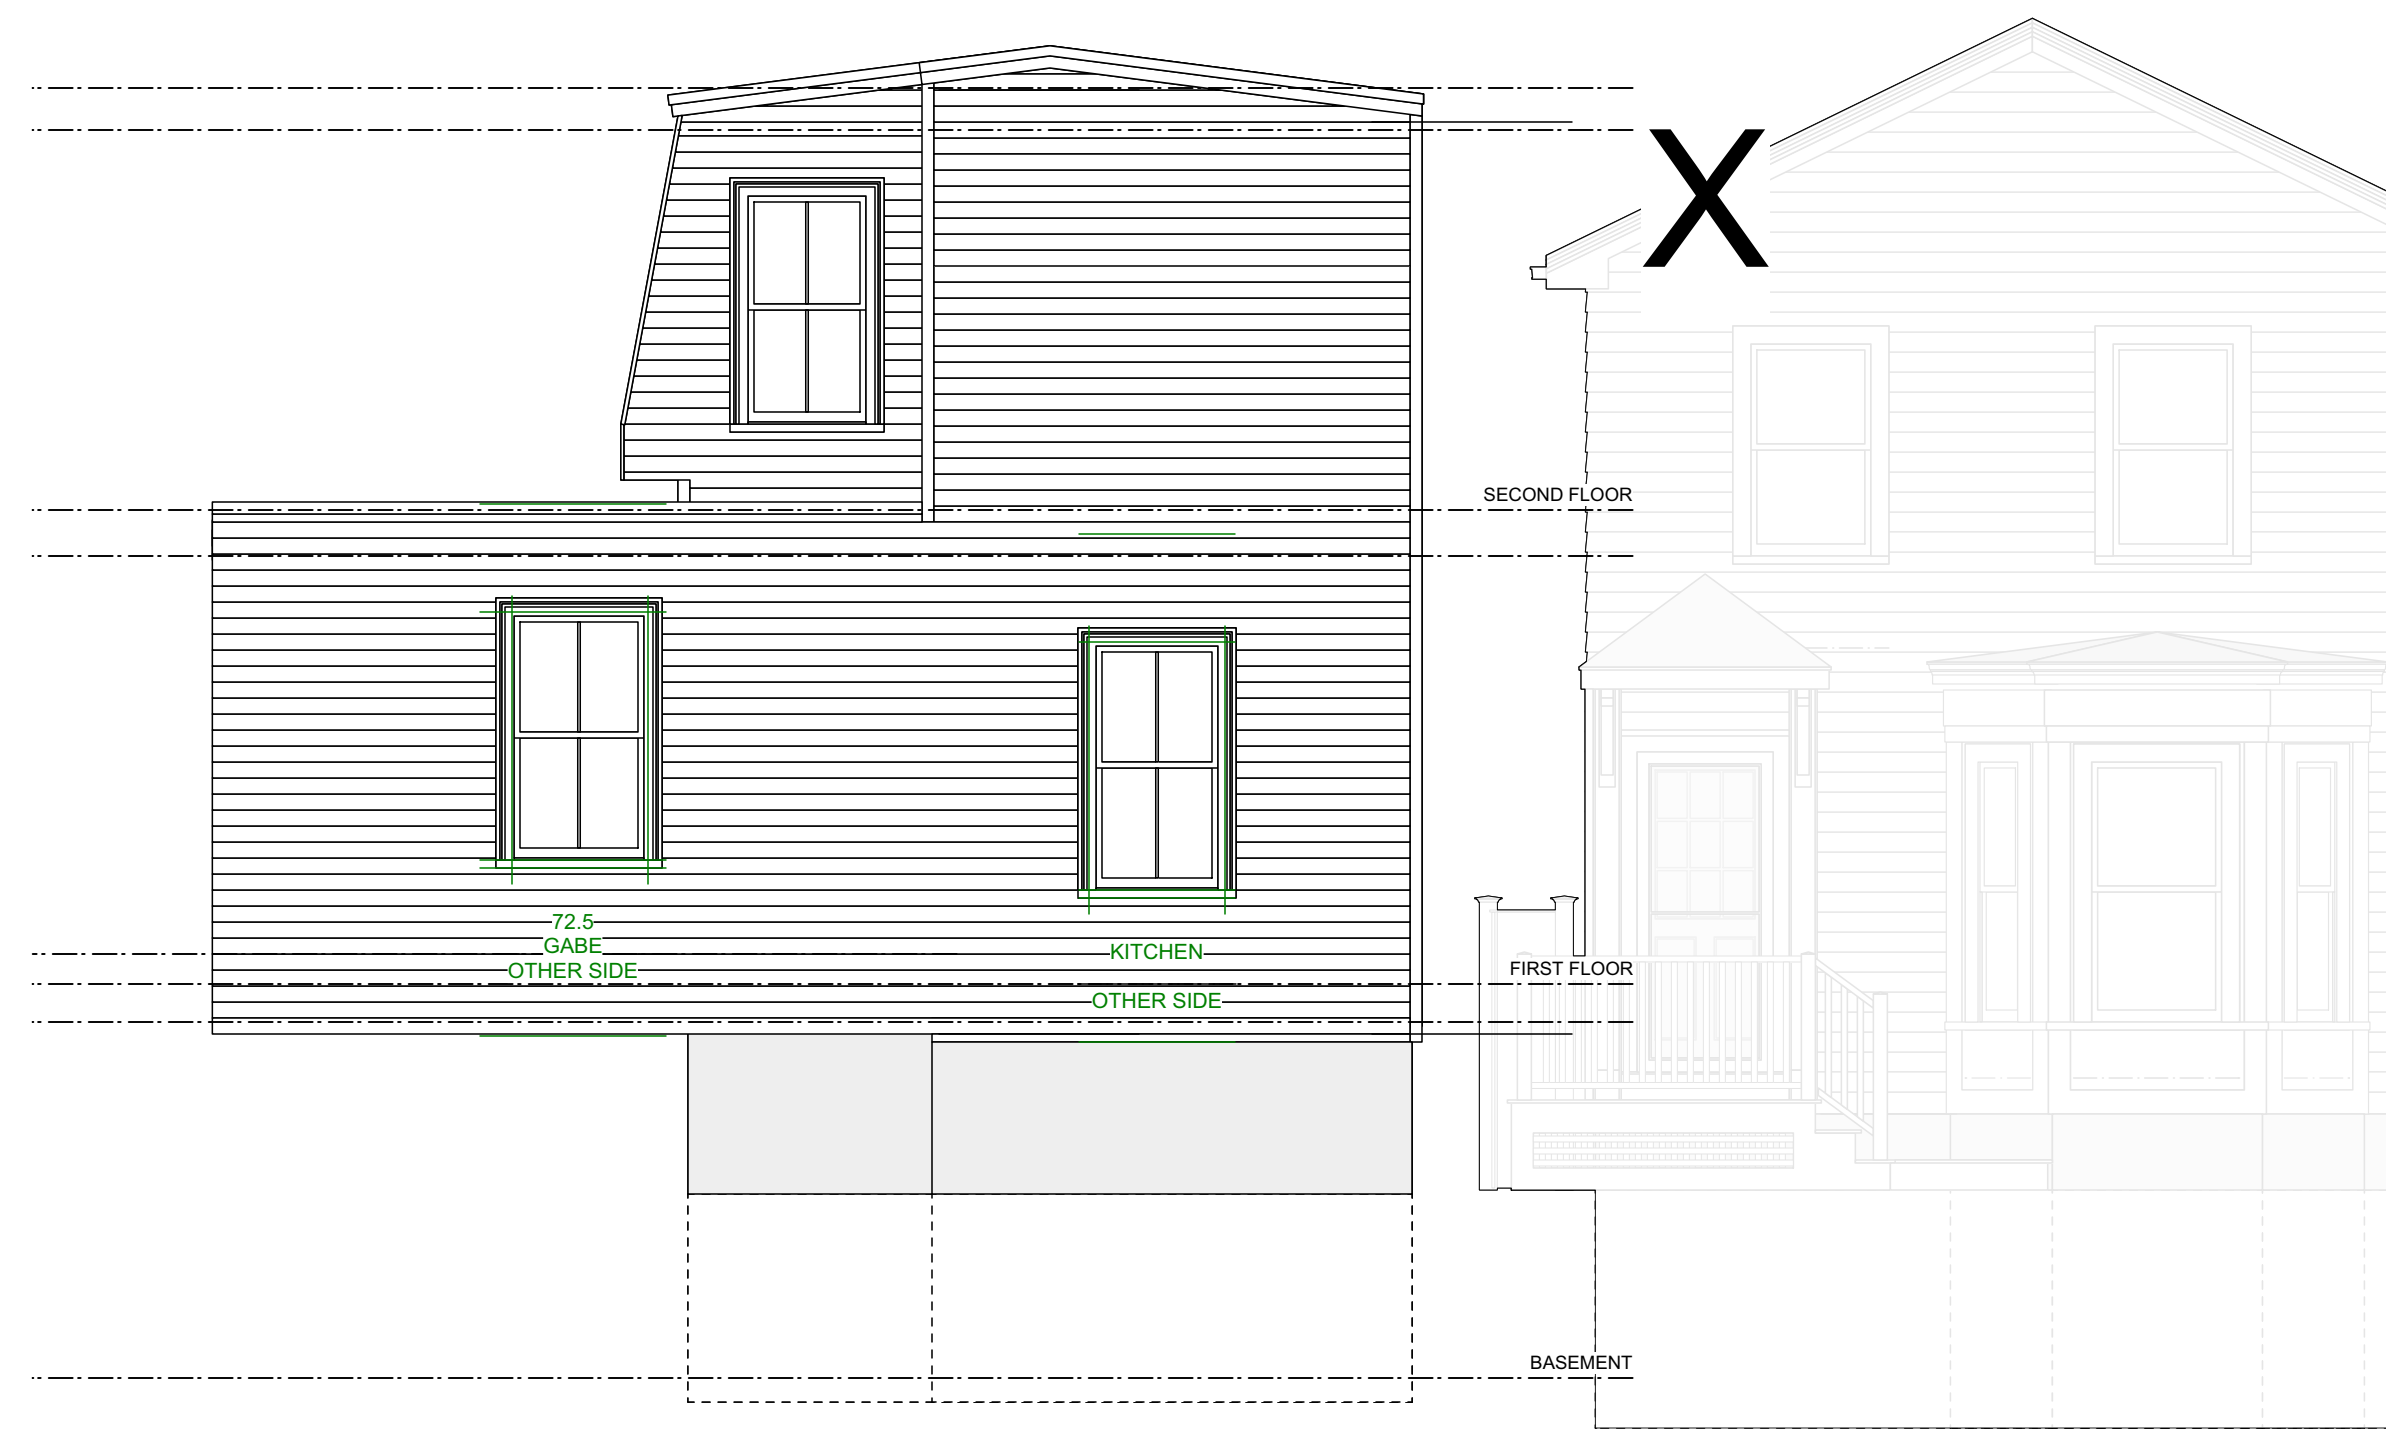 X
SECOND FLOOR
72.5
GABE
OTHER SIDE
KITCHEN
OTHER SIDE
FIRST FLOOR
BASEMENT